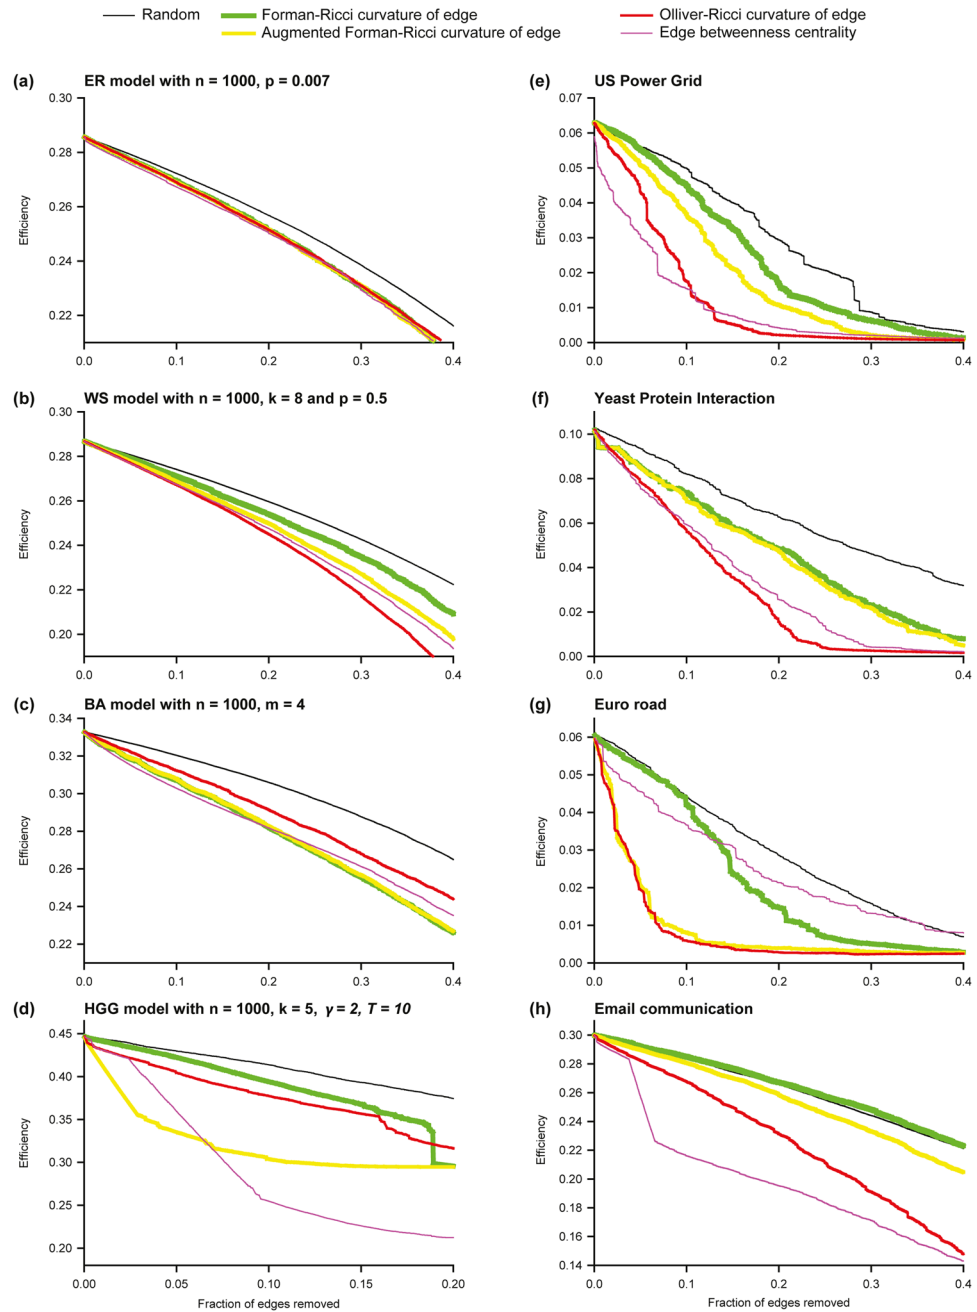 Random
Forman-Ricci curvature of edge
Olliver-Ricci curvature of edge
Augmented Forman-Ricci curvature of edge
Edge betweenness centrality
(a) ER model with n = 1000, p = 0.007
0.30
0.28
0.26
0.24
0.22
Efficiency
0.0 0.1 0.2 0.3 0.4
(b) WS model with n = 1000, k = 8 and p = 0.5
0.30
0.28
0.26
0.24
0.22
0.20
Efficiency
0.0 0.1 0.2 0.3 0.4
(c) BA model with n = 1000, m = 4
0.34
0.32
0.30
0.28
0.26
0.24
0.22
Efficiency
0.0 0.1 0.2 0.3 0.4
(d) HGG model with n = 1000, k = 5, γ = 2, T = 10
0.45
0.40
0.35
0.30
0.25
0.20
Efficiency
0.00 0.05 0.10 0.15 0.20
Fraction of edges removed
(e) US Power Grid
0.07
0.06
0.05
0.04
0.03
0.02
0.01
0.00
Efficiency
0.0 0.1 0.2 0.3 0.4
(f) Yeast Protein Interaction
0.10
0.08
0.06
0.04
0.02
0.00
Efficiency
0.0 0.1 0.2 0.3 0.4
(g) Euro road
0.06
0.05
0.04
0.03
0.02
0.01
0.00
Efficiency
0.0 0.1 0.2 0.3 0.4
(h) Email communication
0.30
0.28
0.26
0.24
0.22
0.20
0.18
0.16
0.14
Efficiency
0.0 0.1 0.2 0.3 0.4
Fraction of edges removed